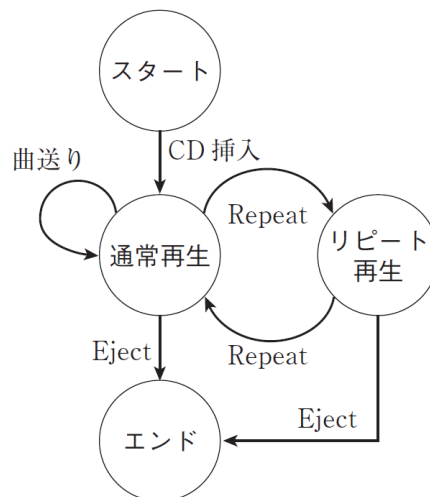 スタート
曲送り
CD 挿入
Repeat
通常再生
リピート
再生
Repeat
Eject
Eject
エンド